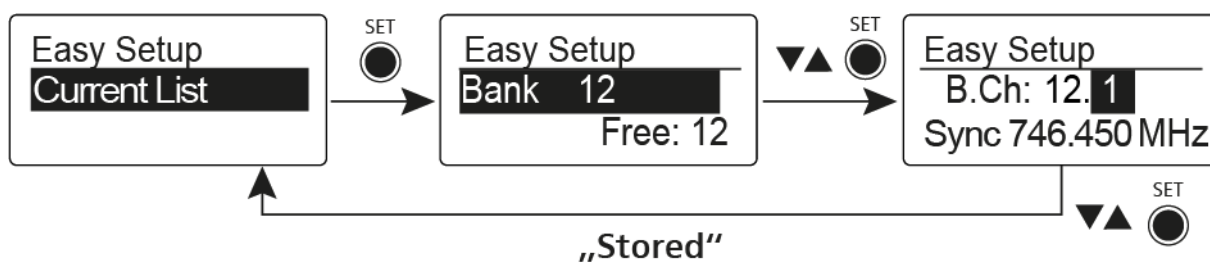 Easy Setup
Current List
SET
Easy Setup
Bank 12
Free: 12
SET
Easy Setup
B.Ch: 12.1
Sync 746.450 MHz
SET
„Stored“